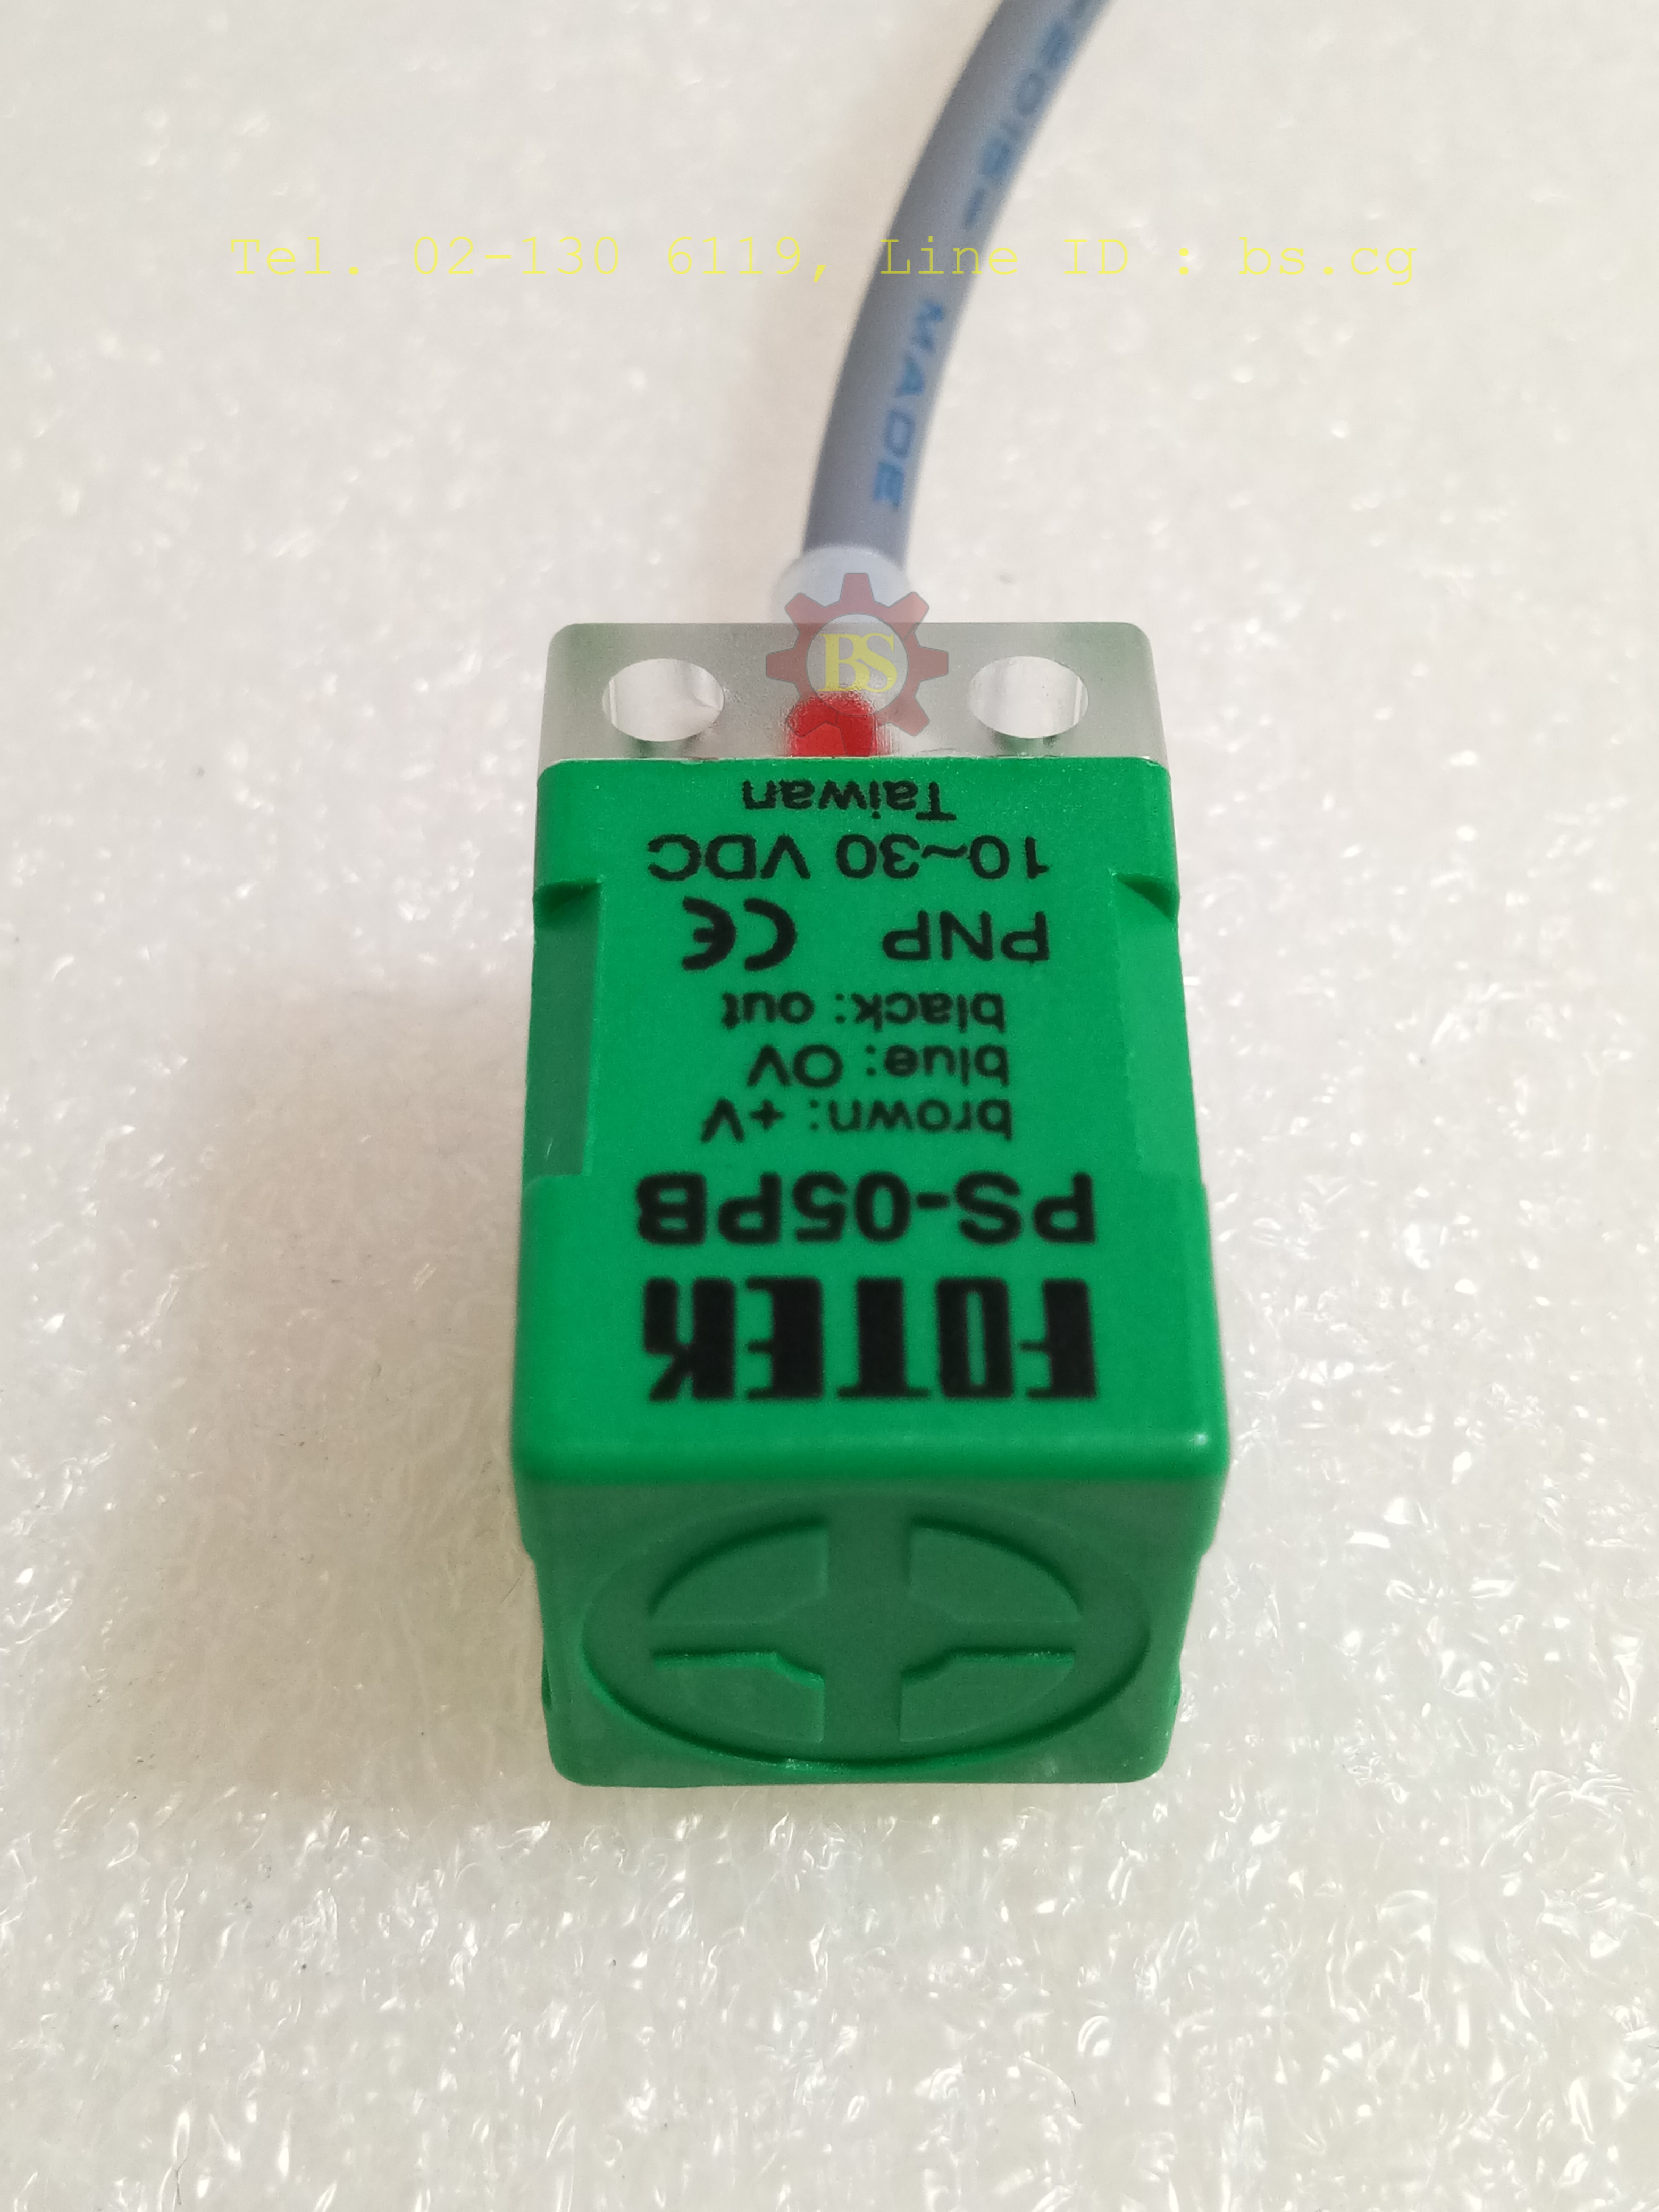 Tel. 02-130 6119, Line ID : bs.cg
MADE
BS
FOTEK
PS-05PB
brown: +V
blue: OV
black: out
PNP CE
10~30 VDC
Taiwan